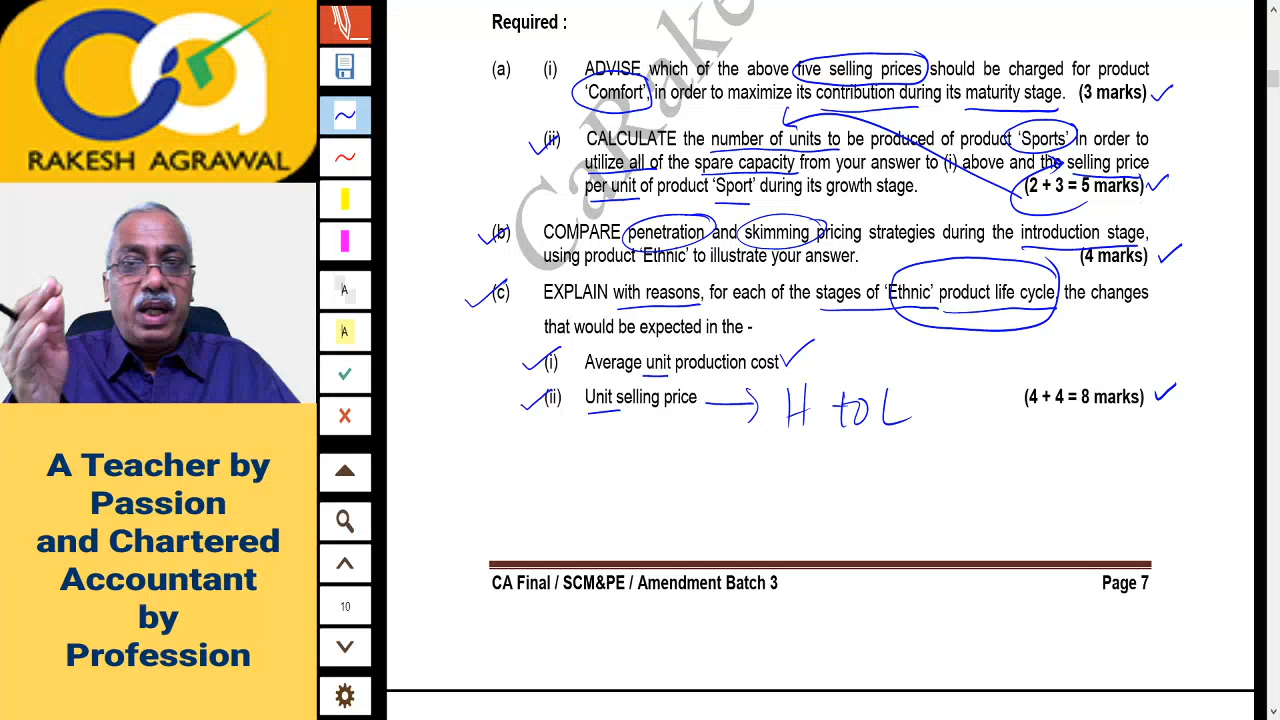 RAKESH AGRAWAL
A Teacher by
Passion
and Chartered
Accountant
by
Profession
A
A
10
CaRake
Required :
(a) (i) ADVISE which of the above five selling prices should be charged for product
'Comfort', in order to maximize its contribution during its maturity stage. (3 marks)
(ii) CALCULATE the number of units to be produced of product 'Sports' in order to
utilize all of the spare capacity from your answer to (i) above and the selling price
per unit of product 'Sport' during its growth stage. (2 + 3 = 5 marks)
(b) COMPARE penetration and skimming pricing strategies during the introduction stage,
using product 'Ethnic' to illustrate your answer. (4 marks)
(c) EXPLAIN with reasons, for each of the stages of 'Ethnic' product life cycle, the changes
that would be expected in the -
(i) Average unit production cost
(ii) Unit selling price H to L (4 + 4 = 8 marks)
CA Final / SCM&PE / Amendment Batch 3 Page 7